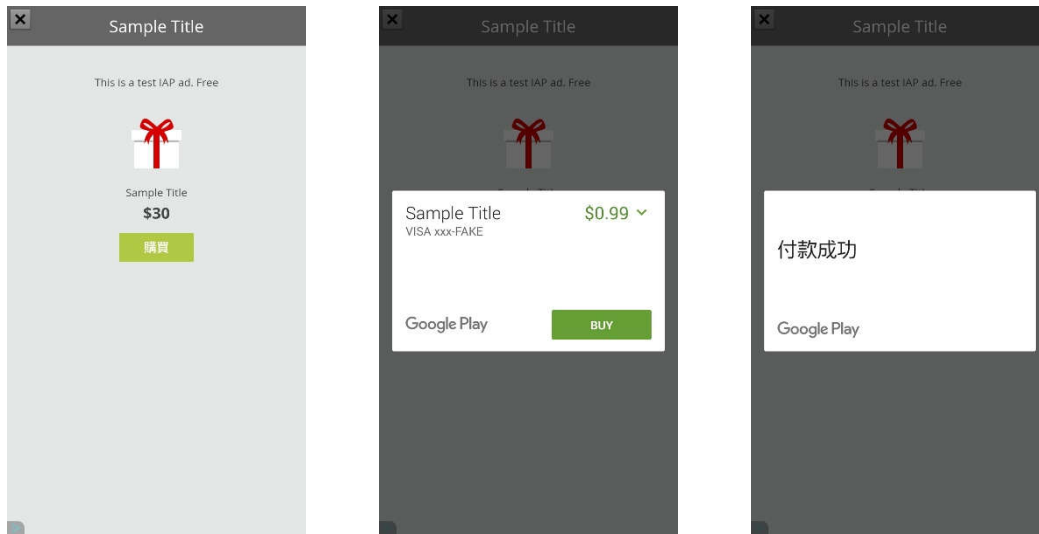 Sample Title
This is a test IAP ad. Free
Sample Title
$30
購買
Sample Title
This is a test IAP ad. Free
Sample Title
$0.99
VISA xxx-FAKE
Google Play
BUY
Sample Title
This is a test IAP ad. Free
付款成功
Google Play